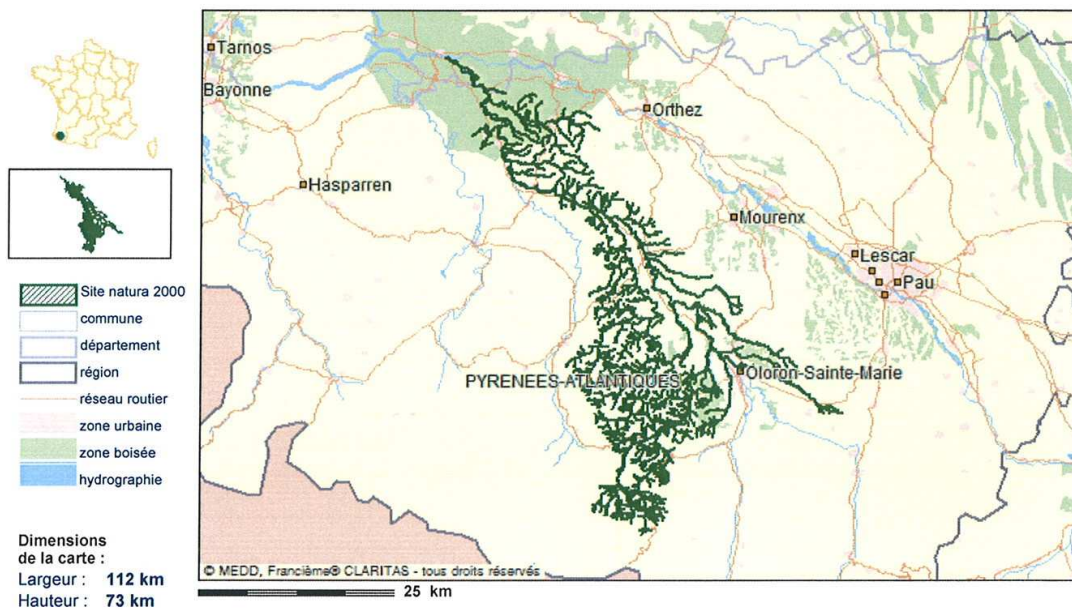 Tarnos
Bayonne
Hasparren
Orthez
Mourenx
Lescar
Pau
PYRENEES-ATLANTIQUES
Oloron-Sainte-Marie
© MEDD, Francième® CLARITAS - tous droits réservés
25 km
Site natura 2000
commune
département
région
réseau routier
zone urbaine
zone boisée
hydrographie
Dimensions
de la carte :
Largeur : 112 km
Hauteur : 73 km